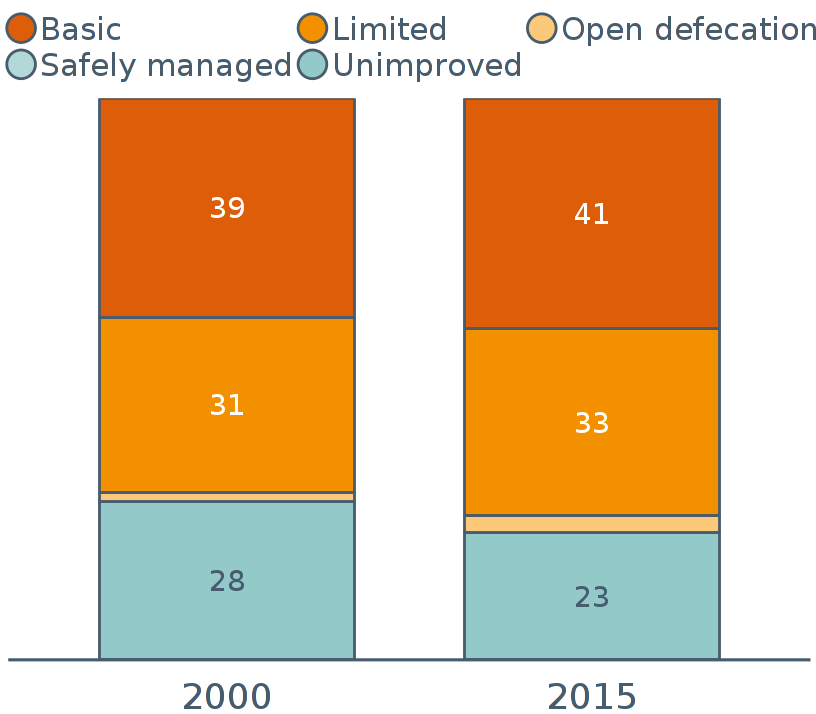 Basic Limited Open defecation
Safely managed Unimproved
39 41
31 33
28 23
2000 2015